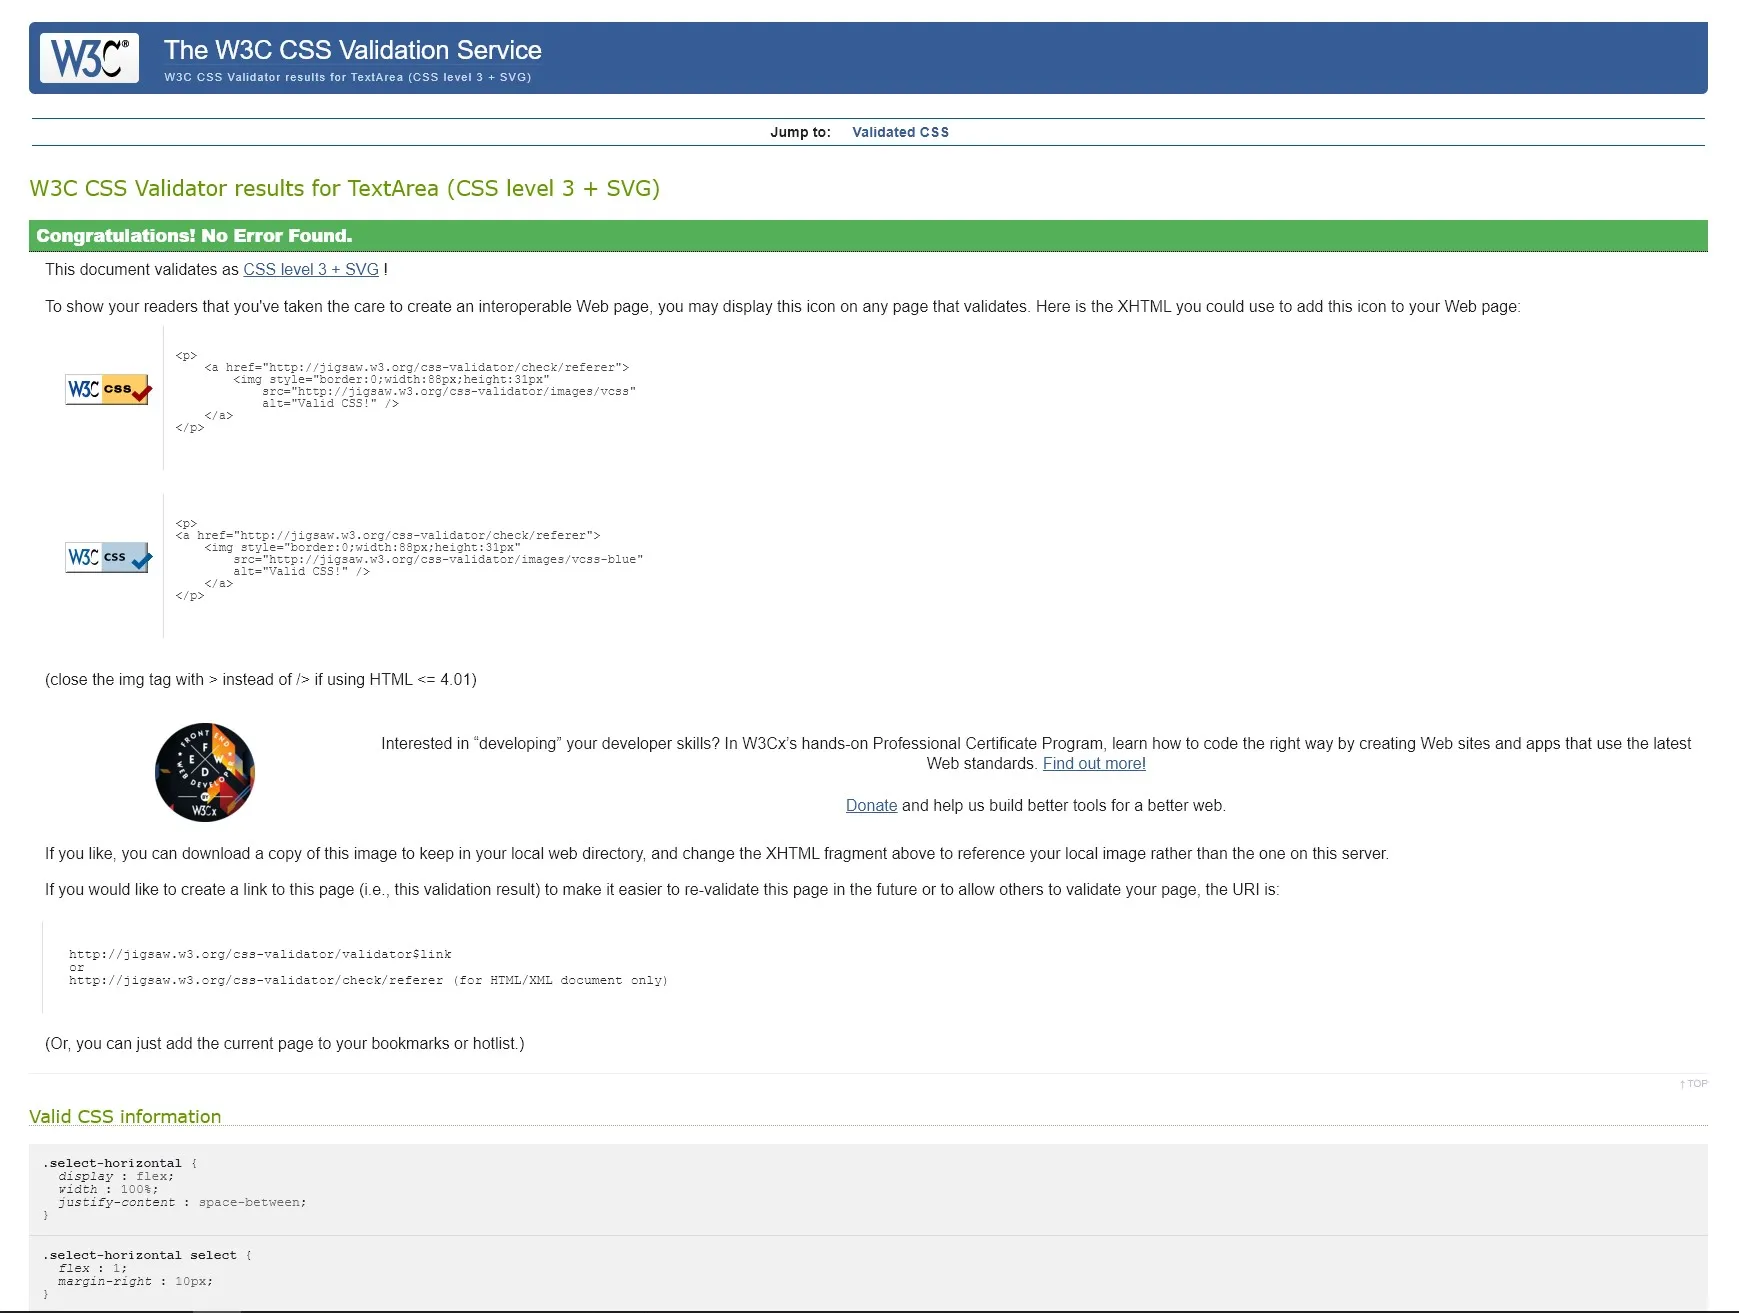 W3C®
The W3C CSS Validation Service
W3C CSS Validator results for TextArea (CSS level 3 + SVG)
Jump to: Validated CSS
W3C CSS Validator results for TextArea (CSS level 3 + SVG)
Congratulations! No Error Found.
This document validates as CSS level 3 + SVG !
To show your readers that you've taken the care to create an interoperable Web page, you may display this icon on any page that validates. Here is the XHTML you could use to add this icon to your Web page:
W3C css
<p>
    <a href="http://jigsaw.w3.org/css-validator/check/referer">
        <img style="border:0;width:88px;height:31px"
            src="http://jigsaw.w3.org/css-validator/images/vcss"
            alt="Valid CSS!" />
    </a>
</p>
W3C css
<p>
<a href="http://jigsaw.w3.org/css-validator/check/referer">
    <img style="border:0;width:88px;height:31px"
        src="http://jigsaw.w3.org/css-validator/images/vcss-blue"
        alt="Valid CSS!" />
    </a>
</p>
(close the img tag with > instead of /> if using HTML <= 4.01)
FRONT END
F
E W
D
WEB DEVELOPER
BY
W3Cx
Interested in “developing” your developer skills? In W3Cx’s hands-on Professional Certificate Program, learn how to code the right way by creating Web sites and apps that use the latest
Web standards. Find out more!
Donate and help us build better tools for a better web.
If you like, you can download a copy of this image to keep in your local web directory, and change the XHTML fragment above to reference your local image rather than the one on this server.
If you would like to create a link to this page (i.e., this validation result) to make it easier to re-validate this page in the future or to allow others to validate your page, the URI is:
http://jigsaw.w3.org/css-validator/validator$link
or
http://jigsaw.w3.org/css-validator/check/referer (for HTML/XML document only)
(Or, you can just add the current page to your bookmarks or hotlist.)
↑ TOP
Valid CSS information
.select-horizontal {
  display : flex;
  width : 100%;
  justify-content : space-between;
}
.select-horizontal select {
  flex : 1;
  margin-right : 10px;
}